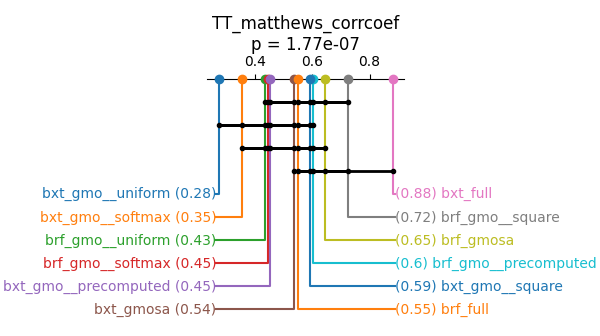 TT_matthews_corrcoef
p = 1.77e-07
0.4 0.6 0.8
bxt_gmo__uniform (0.28) (0.88) bxt_full
bxt_gmo__softmax (0.35) (0.72) brf_gmo__square
brf_gmo__uniform (0.43) (0.65) brf_gmosa
brf_gmo__softmax (0.45) (0.6) brf_gmo__precomputed
bxt_gmo__precomputed (0.45) (0.59) bxt_gmo__square
bxt_gmosa (0.54) (0.55) brf_full